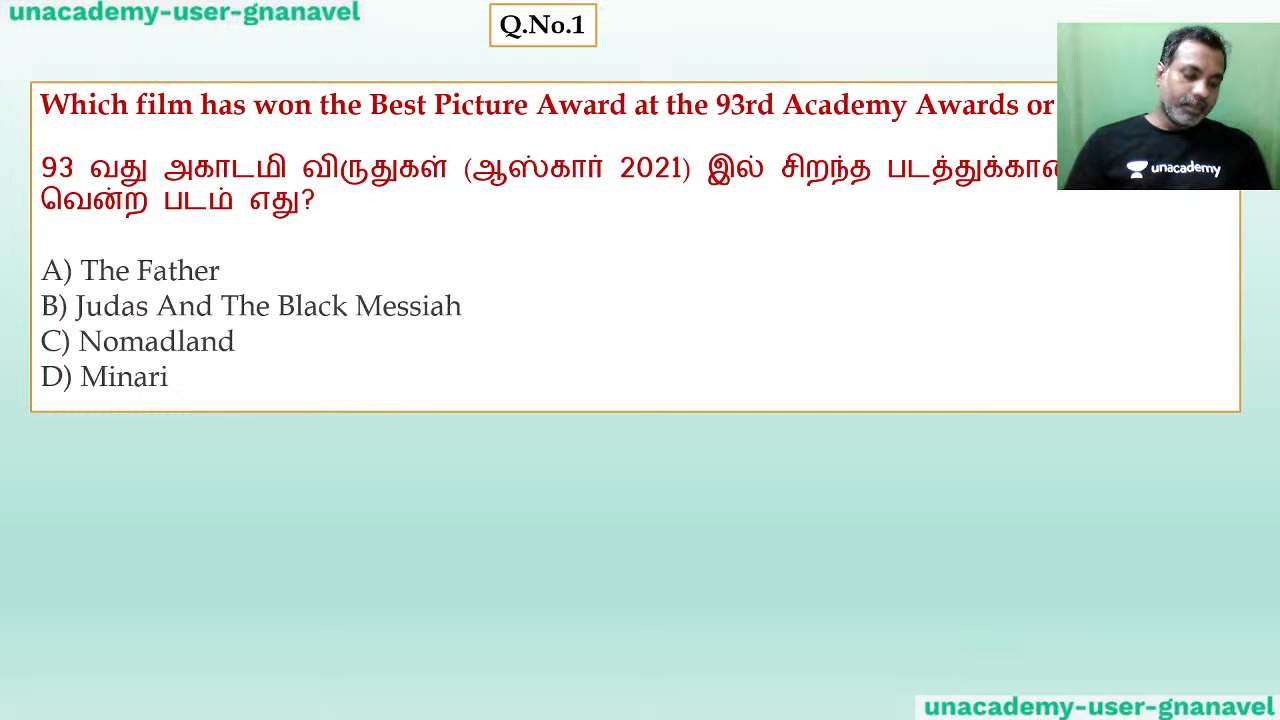 unacademy-user-gnanavel
Q.No.1
Which film has won the Best Picture Award at the 93rd Academy Awards or
93 வது அகாடமி விருதுகள் (ஆஸ்கார் 2021) இல் சிறந்த
வென்ற படம் எது?
A) The Father
B) Judas And The Black Messiah
C) Nomadland
D) Minari
unacademy
unacademy-user-gnanavel